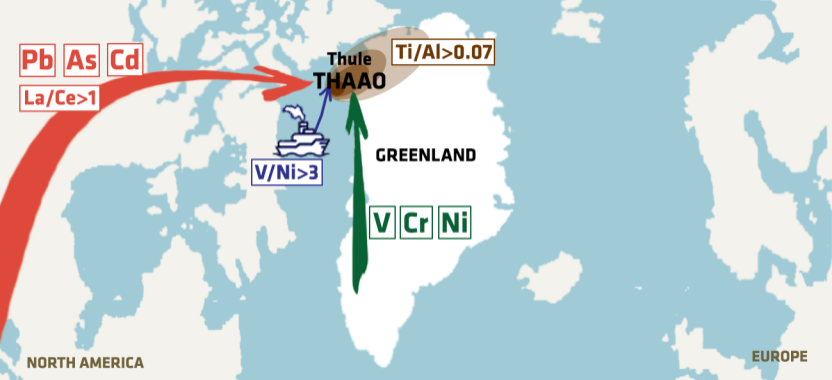 Pb As Cd
La/Ce>1
Thule
THAAO
Ti/Al>0.07
V/Ni>3
GREENLAND
V Cr Ni
NORTH AMERICA
EUROPE